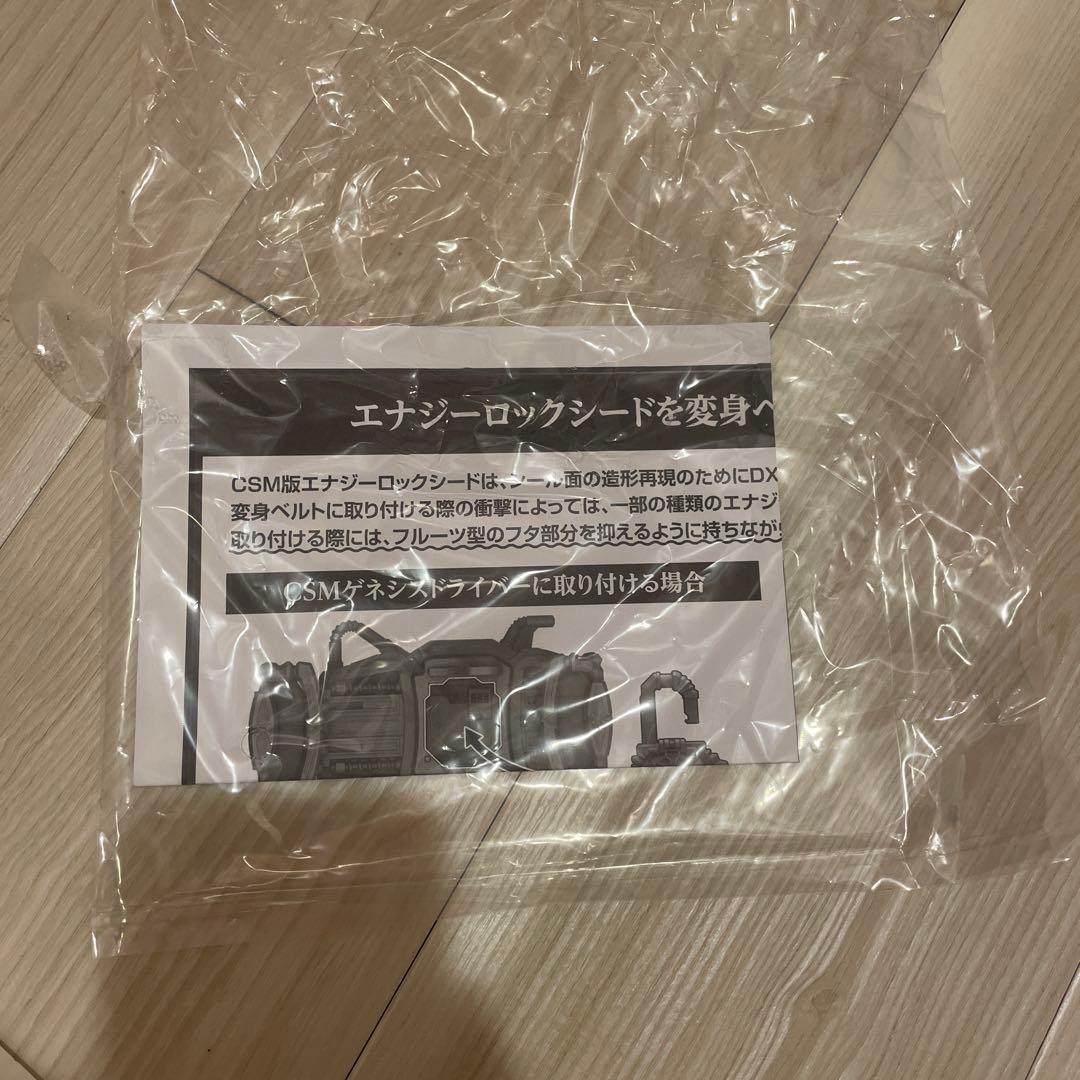 エナジーロックシードを変身ベ
CSM版エナジーロックシードは、シール面の造形再現のためにDX
変身ベルトに取り付ける際の衝撃によっては、一部の種類のエナジ
取り付ける際には、フルーツ型のフタ部分を抑えるように持ちなが
CSMゲネシスドライバーに取り付ける場合